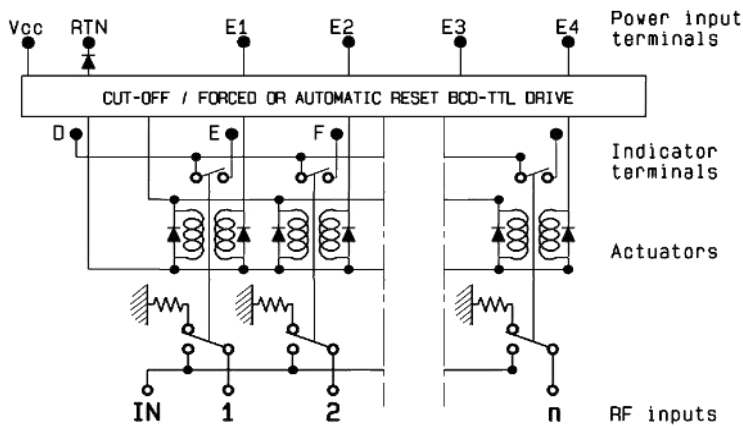 Vcc RTN E1 E2 E3 E4 Power input
terminals
CUT-OFF / FORCED OR AUTOMATIC RESET BCD-TTL DRIVE
D E F Indicator
terminals
Actuators
IN 1 2 n RF inputs